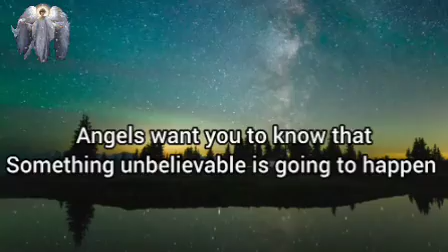 Angels want you to know that
Something unbelievable is going to happen